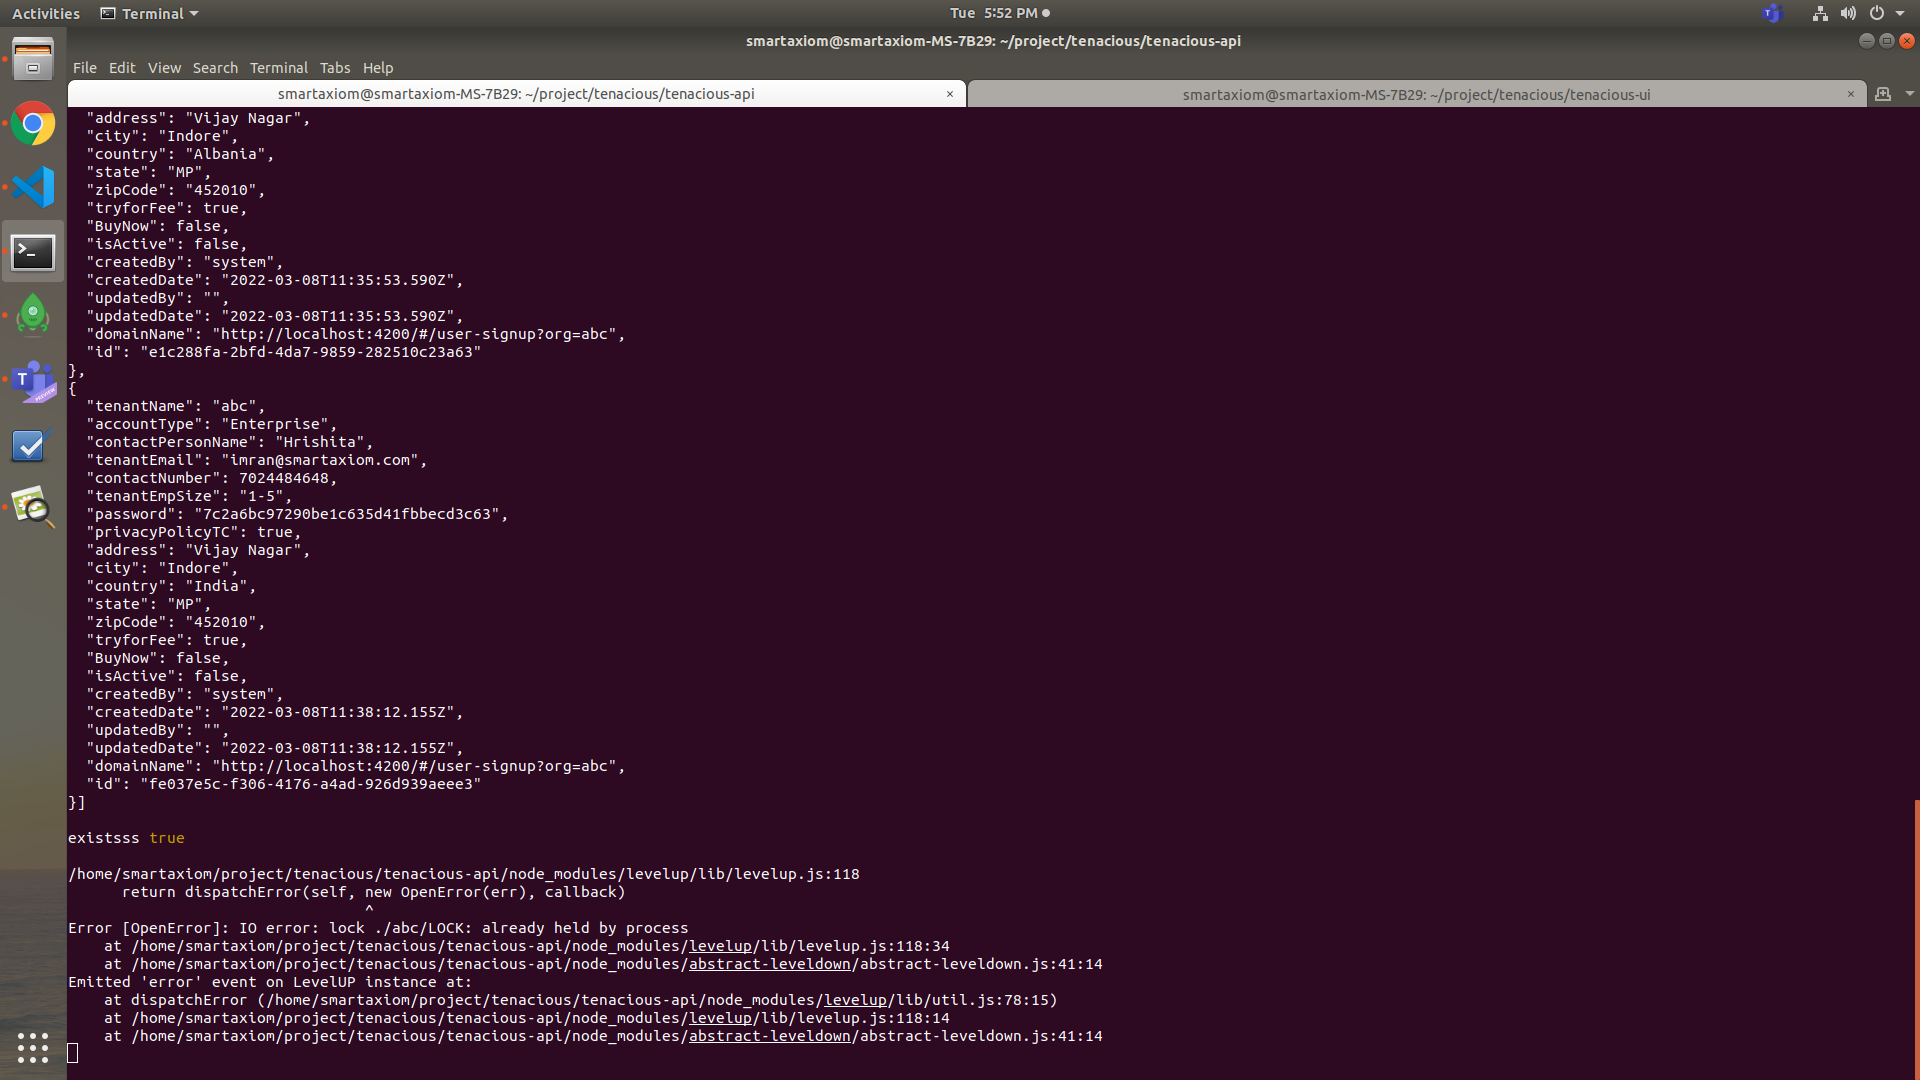 Activities
Terminal
Tue 5:52 PM
smartaxiom@smartaxiom-MS-7B29: ~/project/tenacious/tenacious-api
File Edit View Search Terminal Tabs Help
smartaxiom@smartaxiom-MS-7B29: ~/project/tenacious/tenacious-api ×
smartaxiom@smartaxiom-MS-7B29: ~/project/tenacious/tenacious-ui ×
"address": "Vijay Nagar",
"city": "Indore",
"country": "Albania",
"state": "MP",
"zipCode": "452010",
"tryforFee": true,
"BuyNow": false,
"isActive": false,
"createdBy": "system",
"createdDate": "2022-03-08T11:35:53.590Z",
"updatedBy": "",
"updatedDate": "2022-03-08T11:35:53.590Z",
"domainName": "http://localhost:4200/#/user-signup?org=abc",
"id": "e1c288fa-2bfd-4da7-9859-282510c23a63"
},
{
"tenantName": "abc",
"accountType": "Enterprise",
"contactPersonName": "Hrishita",
"tenantEmail": "imran@smartaxiom.com",
"contactNumber": 7024484648,
"tenantEmpSize": "1-5",
"password": "7c2a6bc97290be1c635d41fbbecd3c63",
"privacyPolicyTC": true,
"address": "Vijay Nagar",
"city": "Indore",
"country": "India",
"state": "MP",
"zipCode": "452010",
"tryforFee": true,
"BuyNow": false,
"isActive": false,
"createdBy": "system",
"createdDate": "2022-03-08T11:38:12.155Z",
"updatedBy": "",
"updatedDate": "2022-03-08T11:38:12.155Z",
"domainName": "http://localhost:4200/#/user-signup?org=abc",
"id": "fe037e5c-f306-4176-a4ad-926d939aeee3"
}]
existsss true
/home/smartaxiom/project/tenacious/tenacious-api/node_modules/levelup/lib/levelup.js:118
return dispatchError(self, new OpenError(err), callback)
^
Error [OpenError]: IO error: lock ./abc/LOCK: already held by process
at /home/smartaxiom/project/tenacious/tenacious-api/node_modules/levelup/lib/levelup.js:118:34
at /home/smartaxiom/project/tenacious/tenacious-api/node_modules/abstract-leveldown/abstract-leveldown.js:41:14
Emitted 'error' event on LevelUP instance at:
at dispatchError (/home/smartaxiom/project/tenacious/tenacious-api/node_modules/levelup/lib/util.js:78:15)
at /home/smartaxiom/project/tenacious/tenacious-api/node_modules/levelup/lib/levelup.js:118:14
at /home/smartaxiom/project/tenacious/tenacious-api/node_modules/abstract-leveldown/abstract-leveldown.js:41:14